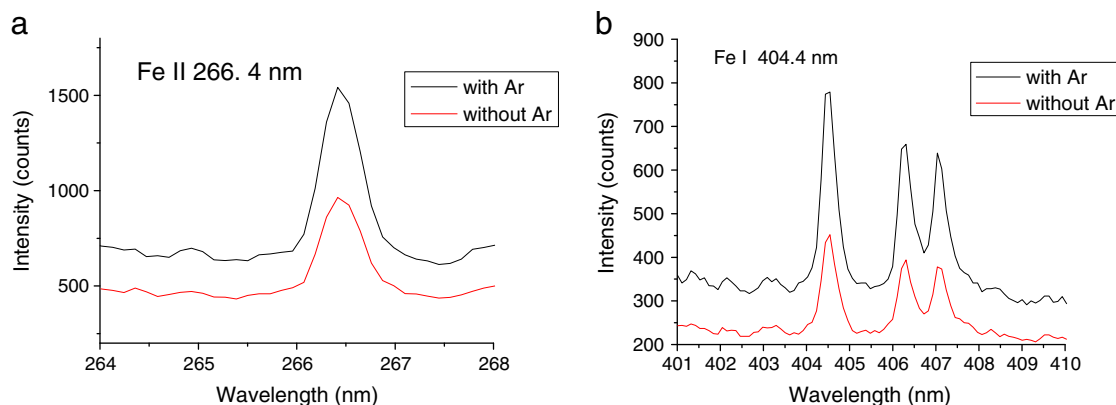 a
Fe II 266. 4 nm
with Ar
without Ar
1500
1000
500
Intensity (counts)
264
265
266
267
268
Wavelength (nm)
b
Fe I 404.4 nm
with Ar
without Ar
900
800
700
600
450
350
300
200
Intensity (counts)
401
402
403
404
405
406
407
408
409
410
Wavelength (nm)